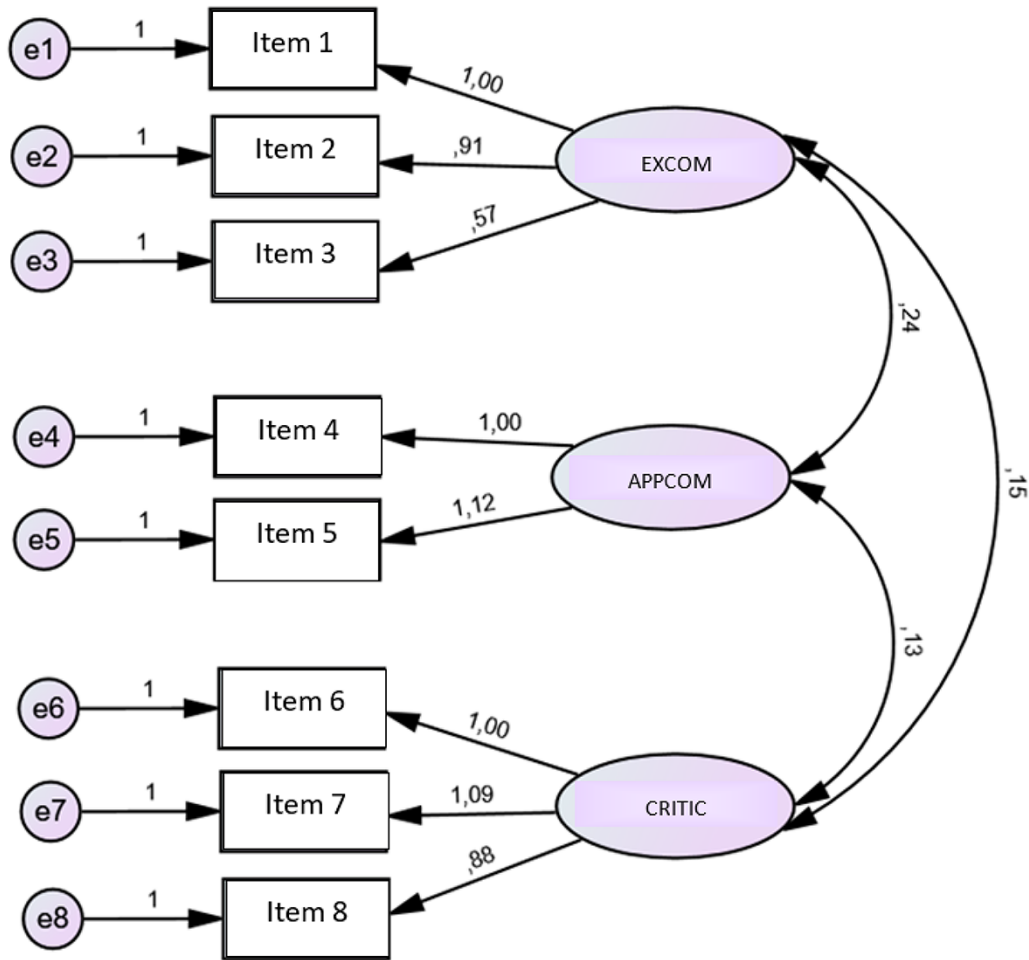 e1
1
Item 1
1,00
e2
1
Item 2
,91
EXCOM
e3
1
Item 3
,57
,24
e4
1
Item 4
1,00
APPCOM
,15
e5
1
Item 5
1,12
,13
e6
1
Item 6
1,00
e7
1
Item 7
1,09
CRITIC
e8
1
Item 8
,88